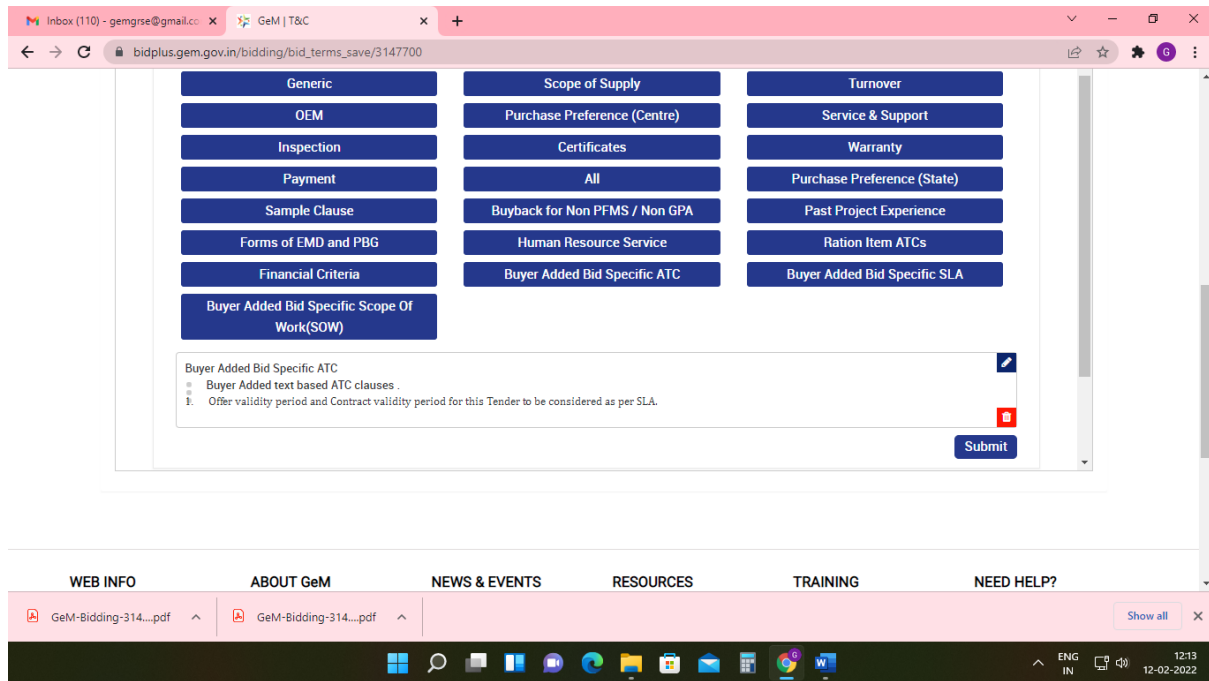 Inbox (110) - gemgrse@gmail.co
GeM | T&C
bidplus.gem.gov.in/bidding/bid_terms_save/3147700
G
Generic
Scope of Supply
Turnover
OEM
Purchase Preference (Centre)
Service & Support
Inspection
Certificates
Warranty
Payment
All
Purchase Preference (State)
Sample Clause
Buyback for Non PFMS / Non GPA
Past Project Experience
Forms of EMD and PBG
Human Resource Service
Ration Item ATCs
Financial Criteria
Buyer Added Bid Specific ATC
Buyer Added Bid Specific SLA
Buyer Added Bid Specific Scope Of
Work(SOW)
Buyer Added Bid Specific ATC
Buyer Added text based ATC clauses .
1. Offer validity period and Contract validity period for this Tender to be considered as per SLA.
Submit
WEB INFO
ABOUT GeM
NEWS & EVENTS
RESOURCES
TRAINING
NEED HELP?
GeM-Bidding-314....pdf
GeM-Bidding-314....pdf
Show all
ENG
IN
12:13
12-02-2022